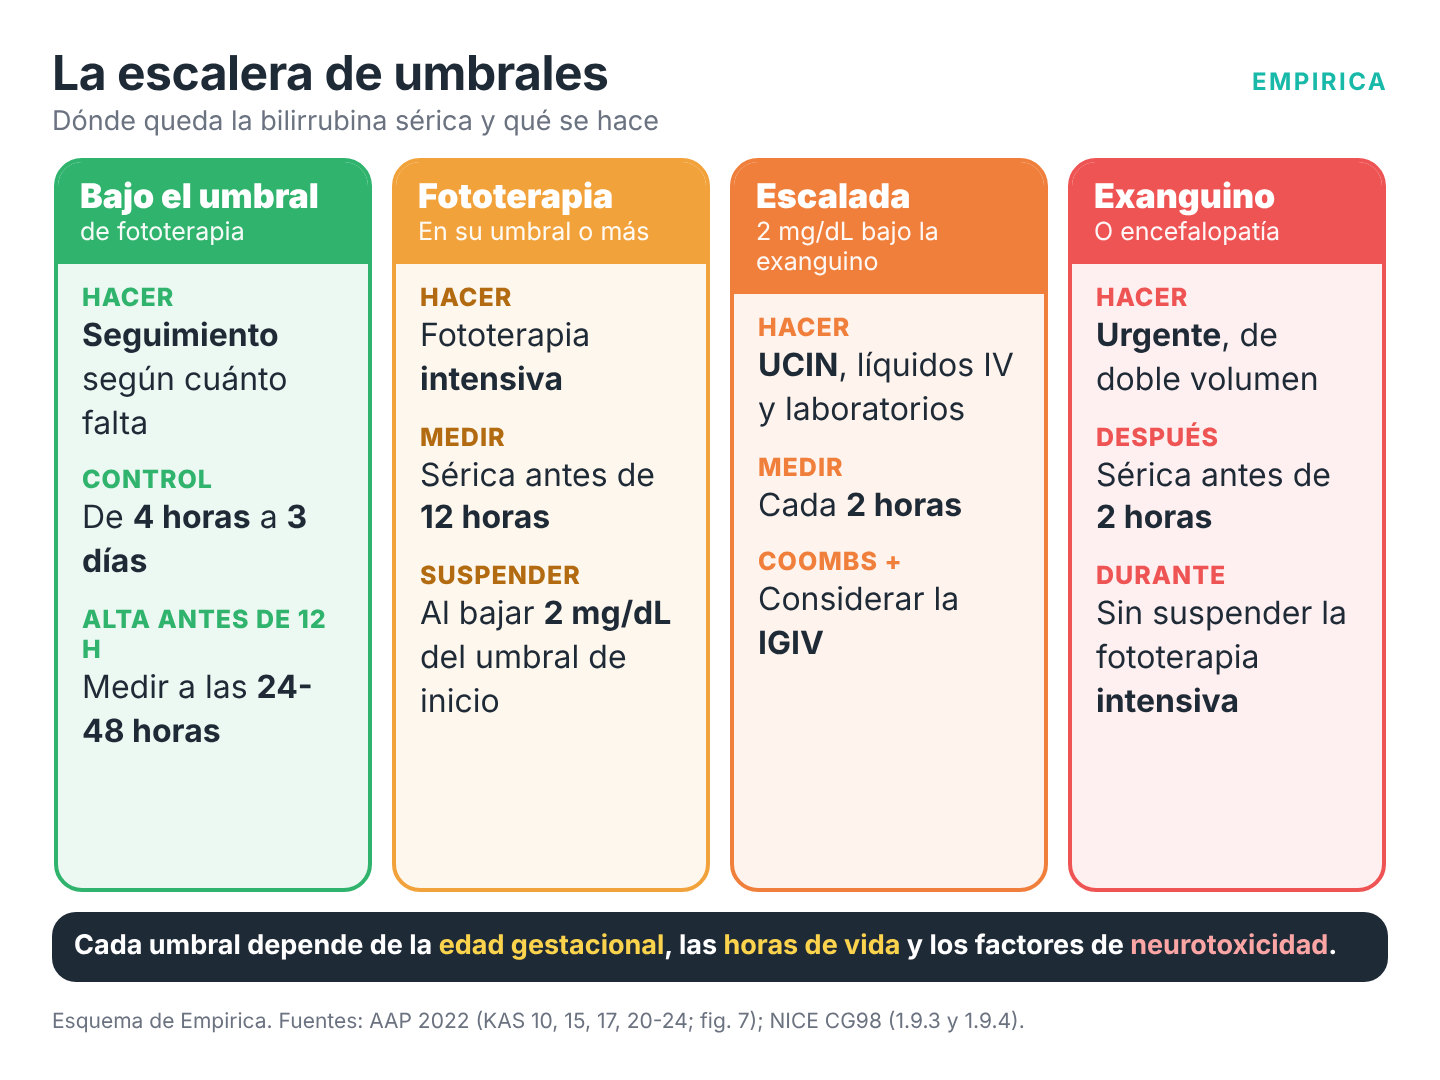 La escalera de umbrales
EMPIRICA
Dónde queda la bilirrubina sérica y qué se hace
Bajo el umbral
de fototerapia
HACER
Seguimiento
según cuánto
falta
CONTROL
De 4 horas a 3
días
ALTA ANTES DE 12
H
Medir a las 24-
48 horas
Fototerapia
En su umbral o más
HACER
Fototerapia
intensiva
MEDIR
Sérica antes de
12 horas
SUSPENDER
Al bajar 2 mg/dL
del umbral de
inicio
Escalada
2 mg/dL bajo la
exanguino
HACER
UCIN, líquidos IV
y laboratorios
MEDIR
Cada 2 horas
COOMBS +
Considerar la
IGIV
Exanguino
O encefalopatía
HACER
Urgente, de
doble volumen
DESPUÉS
Sérica antes de
2 horas
DURANTE
Sin suspender la
fototerapia
intensiva
Cada umbral depende de la edad gestacional, las horas de vida y los factores de neurotoxicidad.
Esquema de Empirica. Fuentes: AAP 2022 (KAS 10, 15, 17, 20-24; fig. 7); NICE CG98 (1.9.3 y 1.9.4).